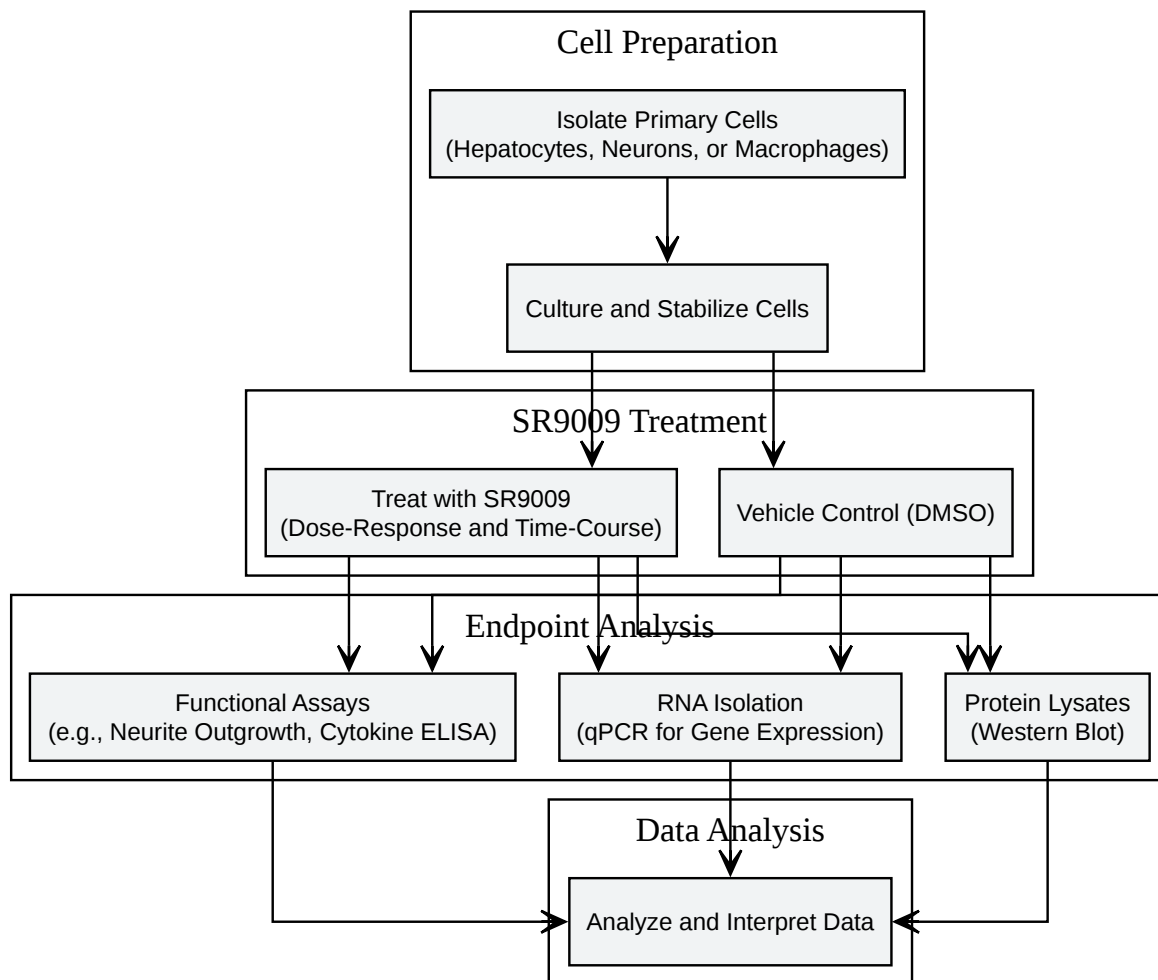 Cell Preparation
Isolate Primary Cells
(Hepatocytes, Neurons, or Macrophages)
Culture and Stabilize Cells
SR9009 Treatment
Treat with SR9009
(Dose-Response and Time-Course)
Vehicle Control (DMSO)
Endpoint Analysis
Functional Assays
(e.g., Neurite Outgrowth, Cytokine ELISA)
RNA Isolation
(qPCR for Gene Expression)
Protein Lysates
(Western Blot)
Data Analysis
Analyze and Interpret Data